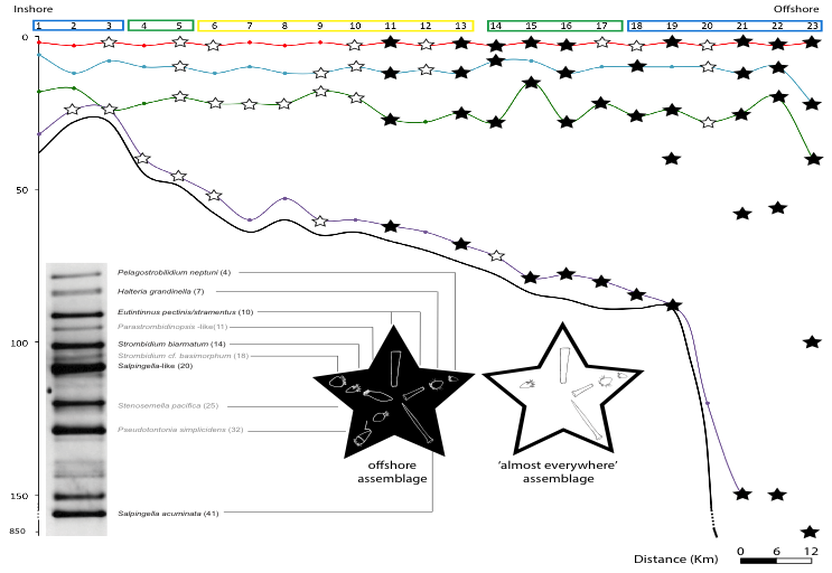 Inshore Offshore
1 2 3 4 5 6 7 8 9 10 11 12 13 14 15 16 17 18 19 20 21 22 23
0
50
Pelagostrobilidium neptuni (4)
Halteria grandinella (7)
Eutintinnus pectinis/stramentus (10)
Parastrombidinopsis -like(11)
100
Strombidium biarmatum (14)
Strombidium cf. basimorphum (18)
Salpingella-like (20)
Stenosemella pacifica (25)
Pseudotontonia simplicidens (32)
offshore
assemblage
'almost everywhere'
assemblage
150
Salpingella acuminata (41)
850
Distance (Km) 0 6 12